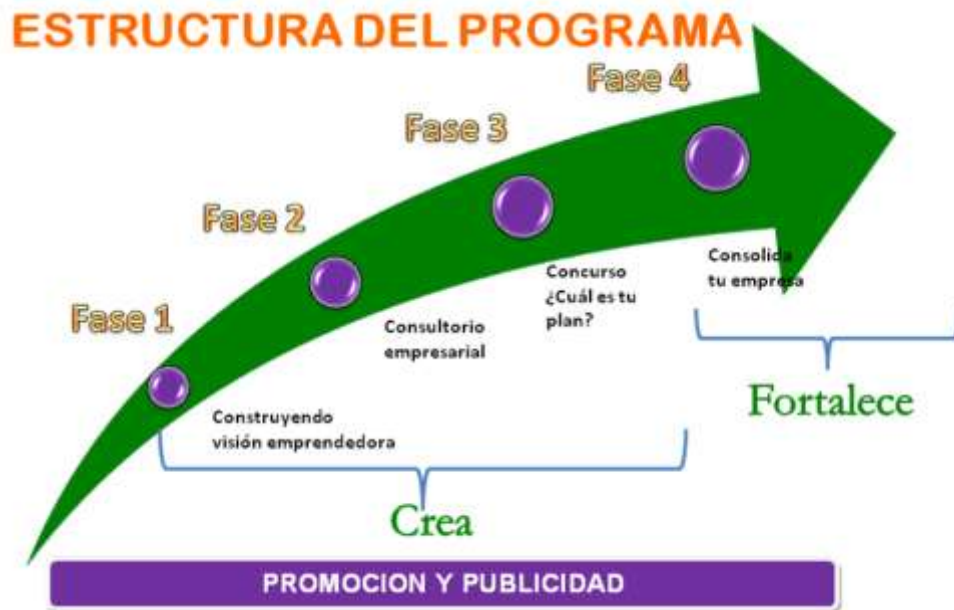 ESTRUCTURA DEL PROGRAMA
Fase 1
Construyendo
visión emprendedora
Fase 2
Consultorio
empresarial
Fase 3
Concurso
¿Cuál es tu
plan?
Fase 4
Consolida
tu empresa
Crea
Fortalece
PROMOCION Y PUBLICIDAD